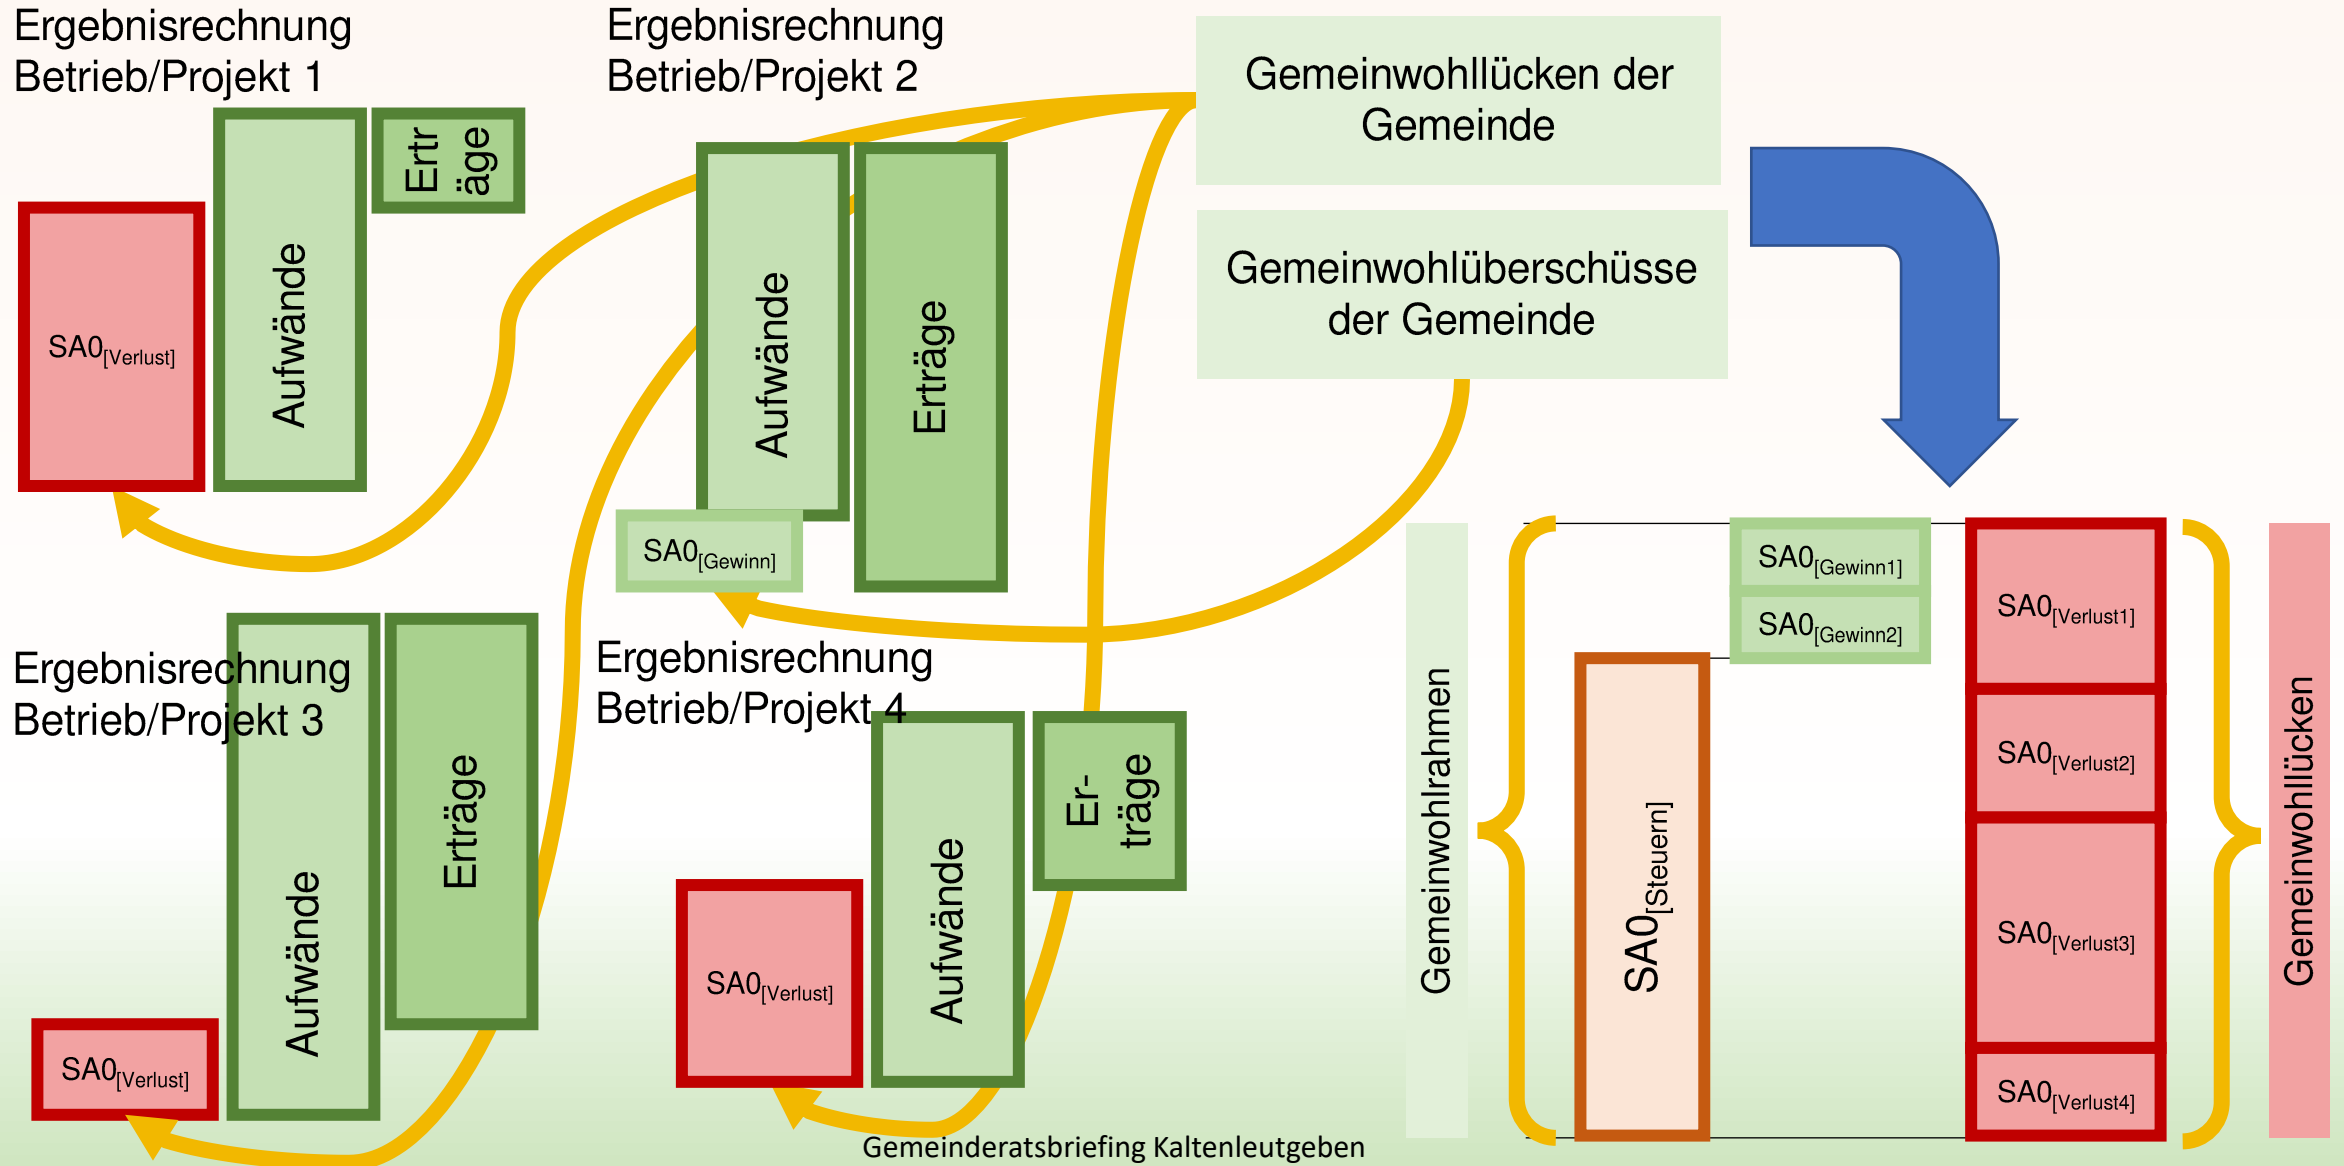 Ergebnisrechnung
Betrieb/Projekt 1
Ertr
äge
Aufwände
SA0[Verlust]
Ergebnisrechnung
Betrieb/Projekt 2
Aufwände
Erträge
SA0[Gewinn]
Gemeinwohllücken der
Gemeinde
Gemeinwohlüberschüsse
der Gemeinde
Ergebnisrechnung
Betrieb/Projekt 3
Aufwände
Erträge
SA0[Verlust]
Ergebnisrechnung
Betrieb/Projekt 4
Aufwände
Er-
träge
SA0[Verlust]
Gemeinwohlrahmen
SA0[Steuern]
SA0[Gewinn1]
SA0[Gewinn2]
SA0[Verlust1]
SA0[Verlust2]
SA0[Verlust3]
SA0[Verlust4]
Gemeinwohllücken
Gemeinderatsbriefing Kaltenleutgeben